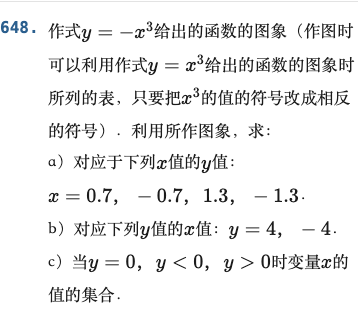 648. 作式y = −x³给出的函数的图象（作图时
可以利用作式y = x³给出的函数的图象时
所列的表，只要把x³的值的符号改成相反
的符号）. 利用所作图象，求：
a）对应于下列x值的y值：
x = 0.7， − 0.7，1.3， − 1.3.
b）对应下列y值的x值：y = 4， − 4.
c）当y = 0，y < 0，y > 0时变量x的
值的集合.